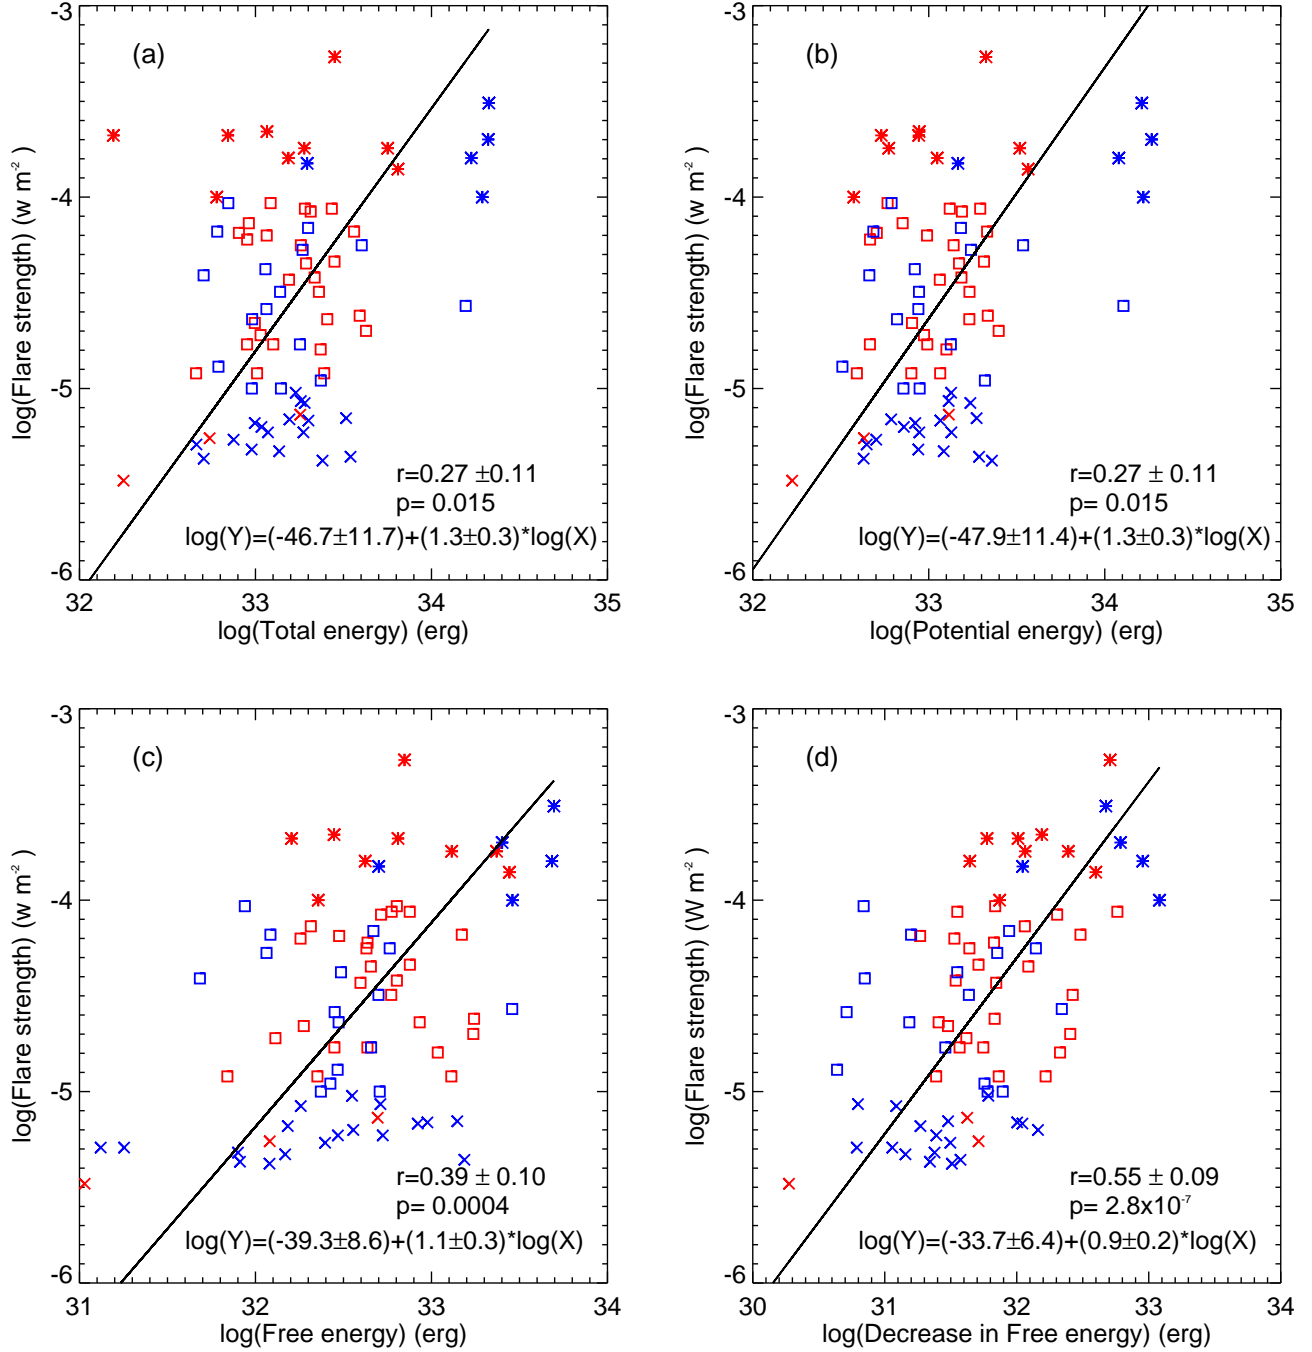 -3
-4
-5
-6
(a)
log(Flare strength) (w m⁻²)
r=0.27 ±0.11
p= 0.015
log(Y)=(-46.7±11.7)+(1.3±0.3)*log(X)
32 33 34 35
log(Total energy) (erg)
-3
-4
-5
-6
(b)
log(Flare strength) (w m⁻²)
r=0.27 ± 0.11
p= 0.015
log(Y)=(-47.9±11.4)+(1.3±0.3)*log(X)
32 33 34 35
log(Potential energy) (erg)
-3
-4
-5
-6
(c)
log(Flare strength) (w m⁻²)
r=0.39 ± 0.10
p= 0.0004
log(Y)=(-39.3±8.6)+(1.1±0.3)*log(X)
31 32 33 34
log(Free energy) (erg)
-3
-4
-5
-6
(d)
log(Flare strength) (W m⁻²)
r=0.55 ± 0.09
p= 2.8x10⁻⁷
log(Y)=(-33.7±6.4)+(0.9±0.2)*log(X)
30 31 32 33 34
log(Decrease in Free energy) (erg)